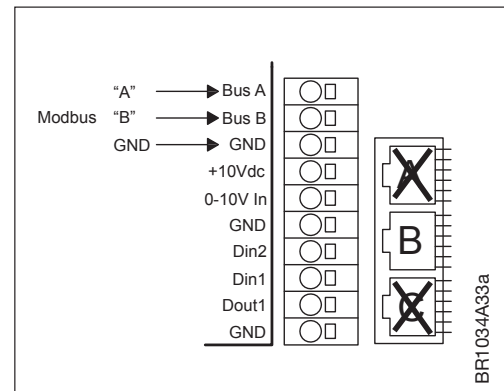 “A” Bus A
Modbus “B” Bus B
GND GND
+10Vdc
0-10V In
GND
Din2
Din1
Dout1
GND
A
B
C
BR1034A33a